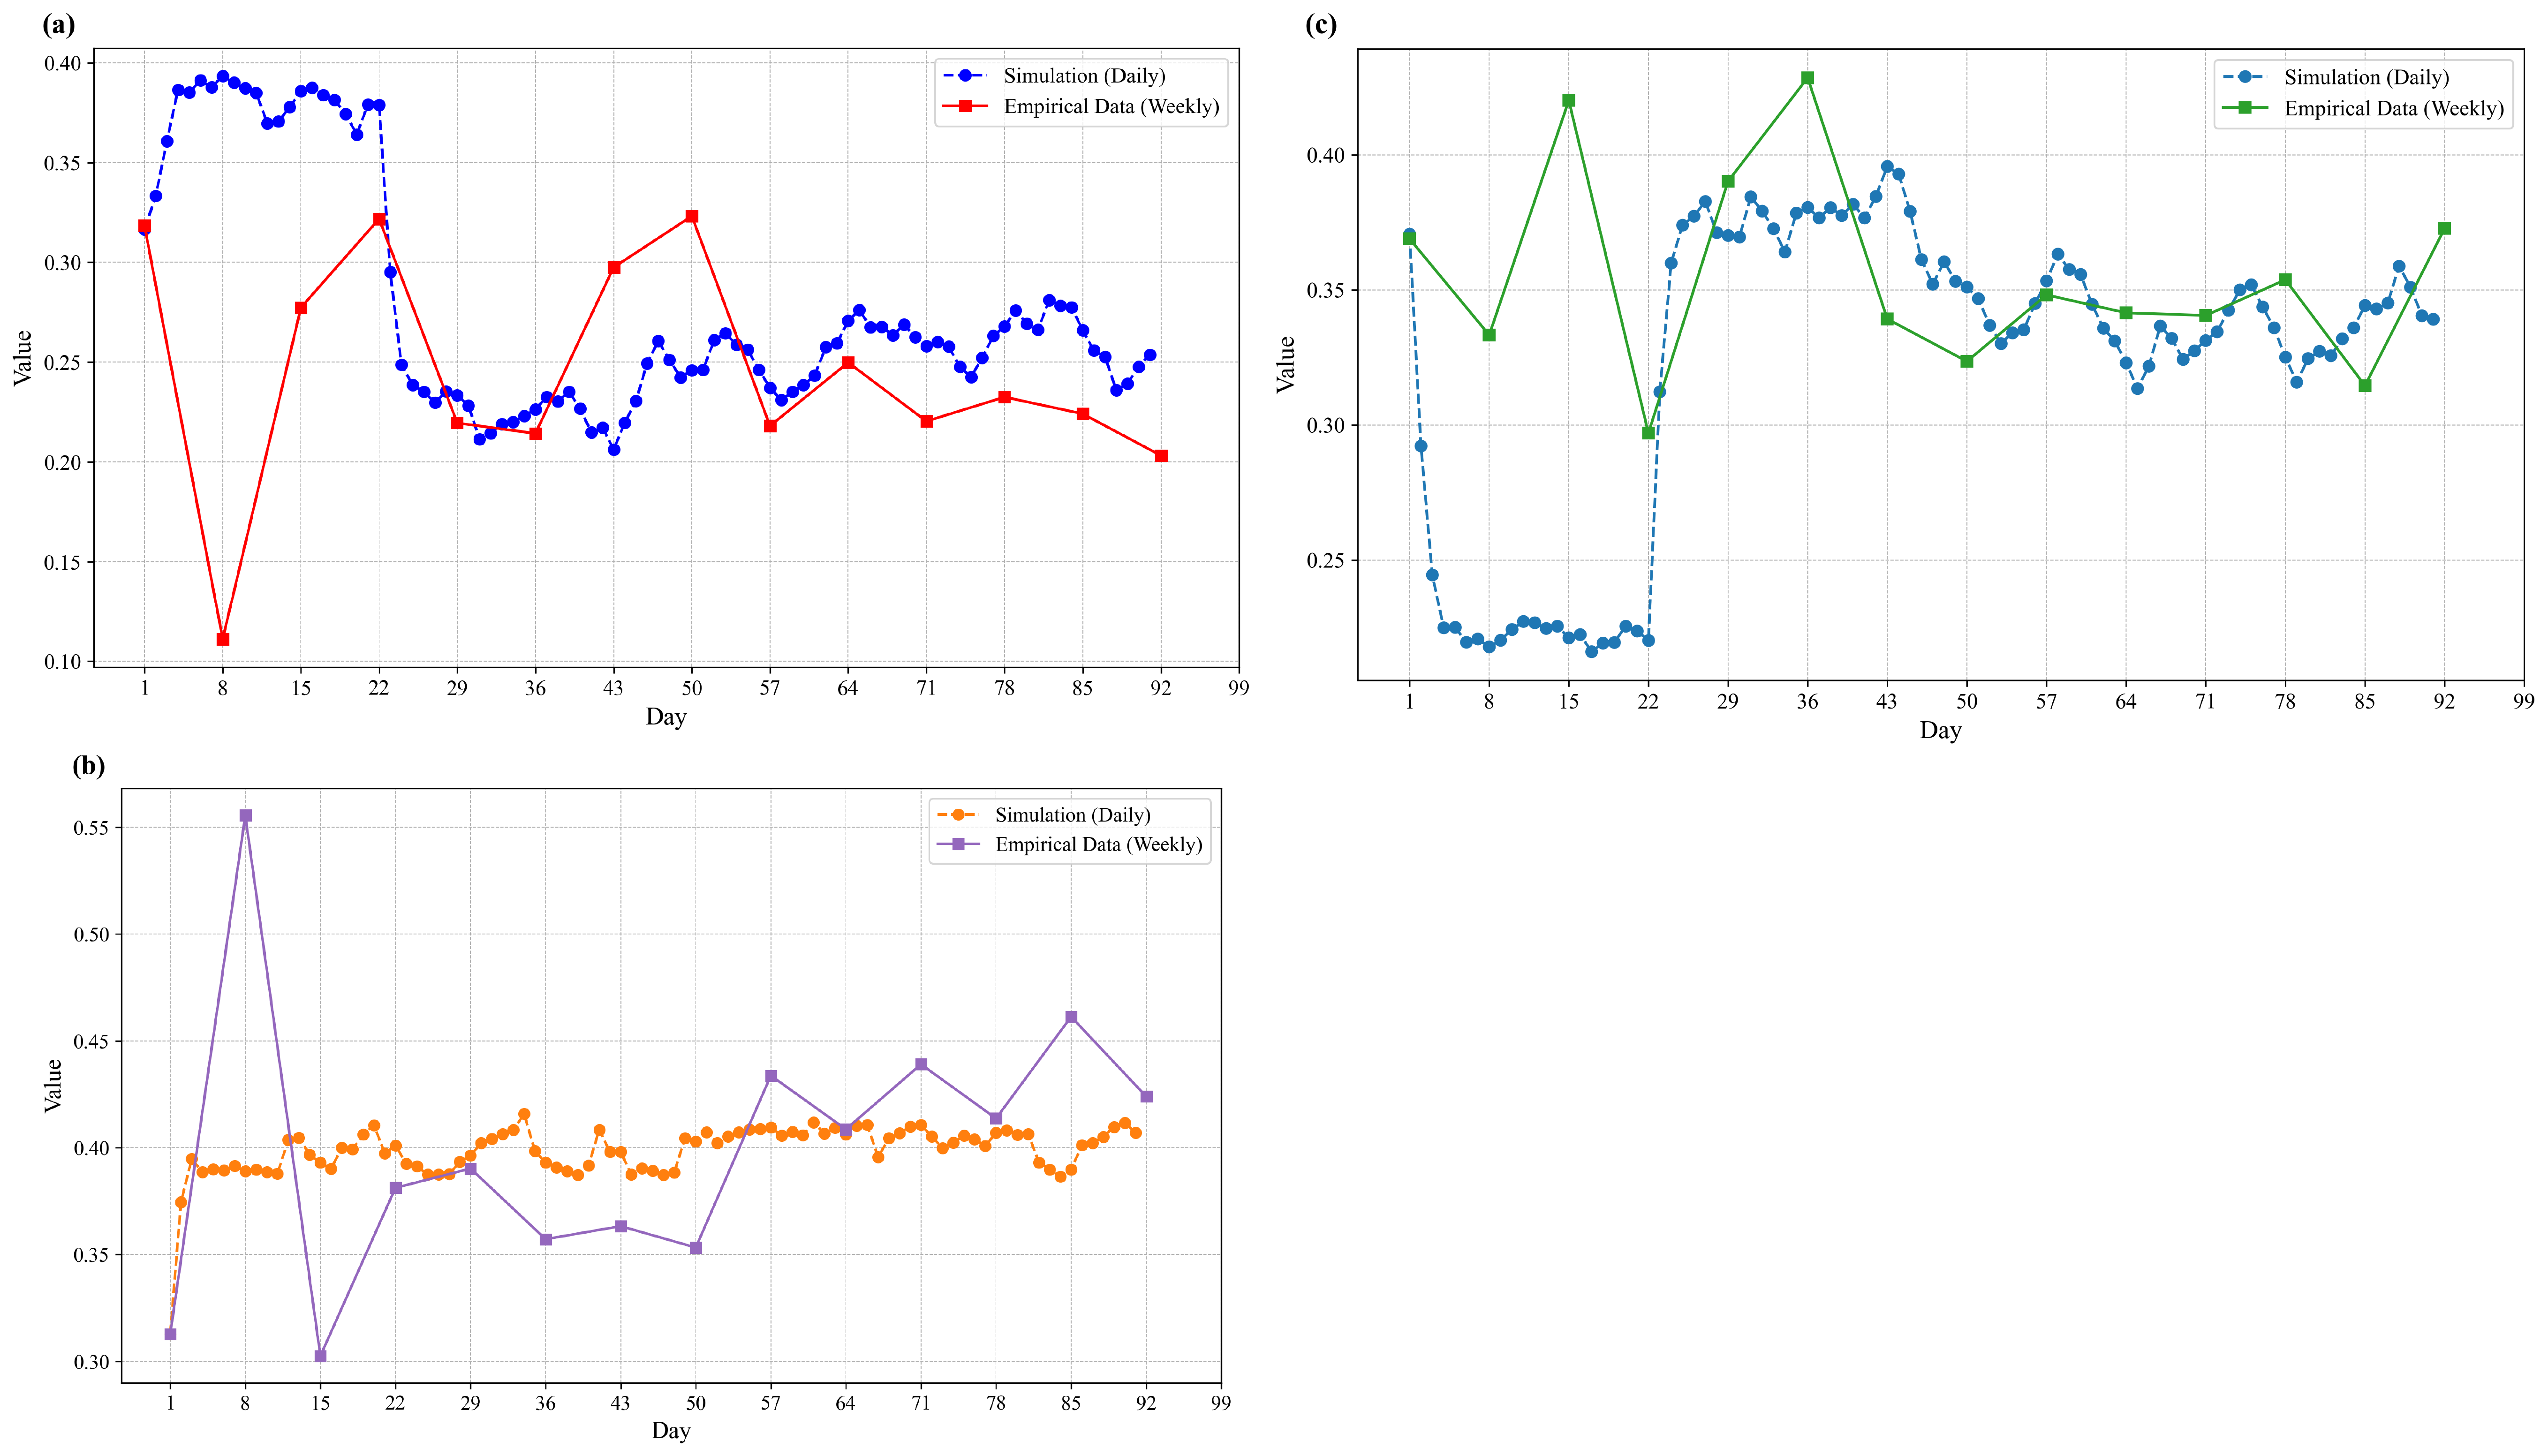 (a)
Value
0.40
0.35
0.30
0.25
0.20
0.15
0.10
Simulation (Daily)
Empirical Data (Weekly)
1 8 15 22 29 36 43 50 57 64 71 78 85 92 99
Day
(c)
Value
0.40
0.35
0.30
0.25
Simulation (Daily)
Empirical Data (Weekly)
1 8 15 22 29 36 43 50 57 64 71 78 85 92 99
Day
(b)
Value
0.55
0.50
0.45
0.40
0.35
0.30
Simulation (Daily)
Empirical Data (Weekly)
1 8 15 22 29 36 43 50 57 64 71 78 85 92 99
Day